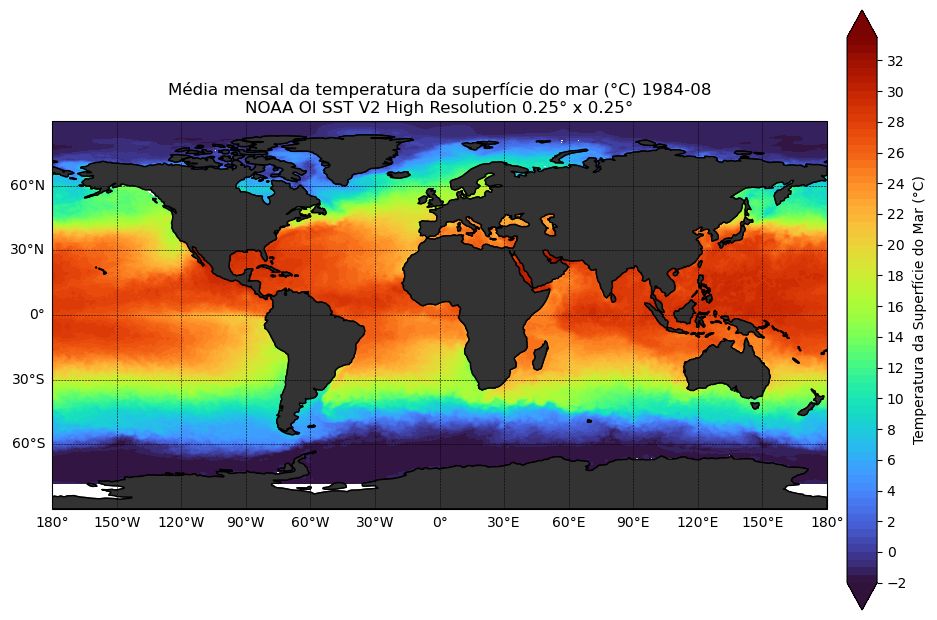 Média mensal da temperatura da superfície do mar (°C) 1984-08
NOAA OI SST V2 High Resolution 0.25° x 0.25°
60°N
30°N
0°
30°S
60°S
180° 150°W 120°W 90°W 60°W 30°W 0° 30°E 60°E 90°E 120°E 150°E 180°
32
30
28
26
24
22
20
18
16
14
12
10
8
6
4
2
0
−2
Temperatura da Superfície do Mar (°C)